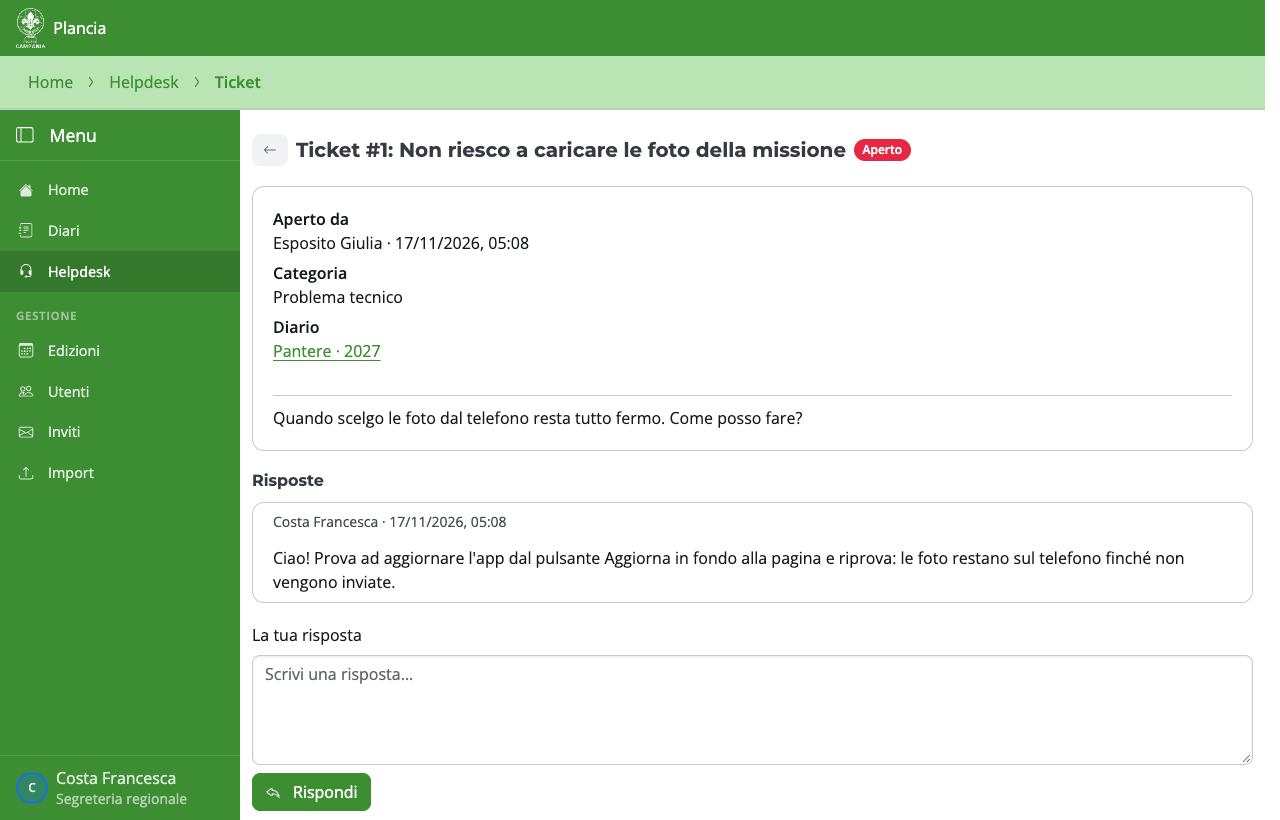 CAMPANIA
Plancia
Home > Helpdesk > Ticket
Menu
Home
Diari
Helpdesk
GESTIONE
Edizioni
Utenti
Inviti
Import
Costa Francesca
C
Segreteria regionale
Ticket #1: Non riesco a caricare le foto della missione Aperto
Aperto da
Esposito Giulia · 17/11/2026, 05:08
Categoria
Problema tecnico
Diario
Pantere · 2027
Quando scelgo le foto dal telefono resta tutto fermo. Come posso fare?
Risposte
Costa Francesca · 17/11/2026, 05:08
Ciao! Prova ad aggiornare l'app dal pulsante Aggiorna in fondo alla pagina e riprova: le foto restano sul telefono finché non
vengono inviate.
La tua risposta
Scrivi una risposta...
Rispondi